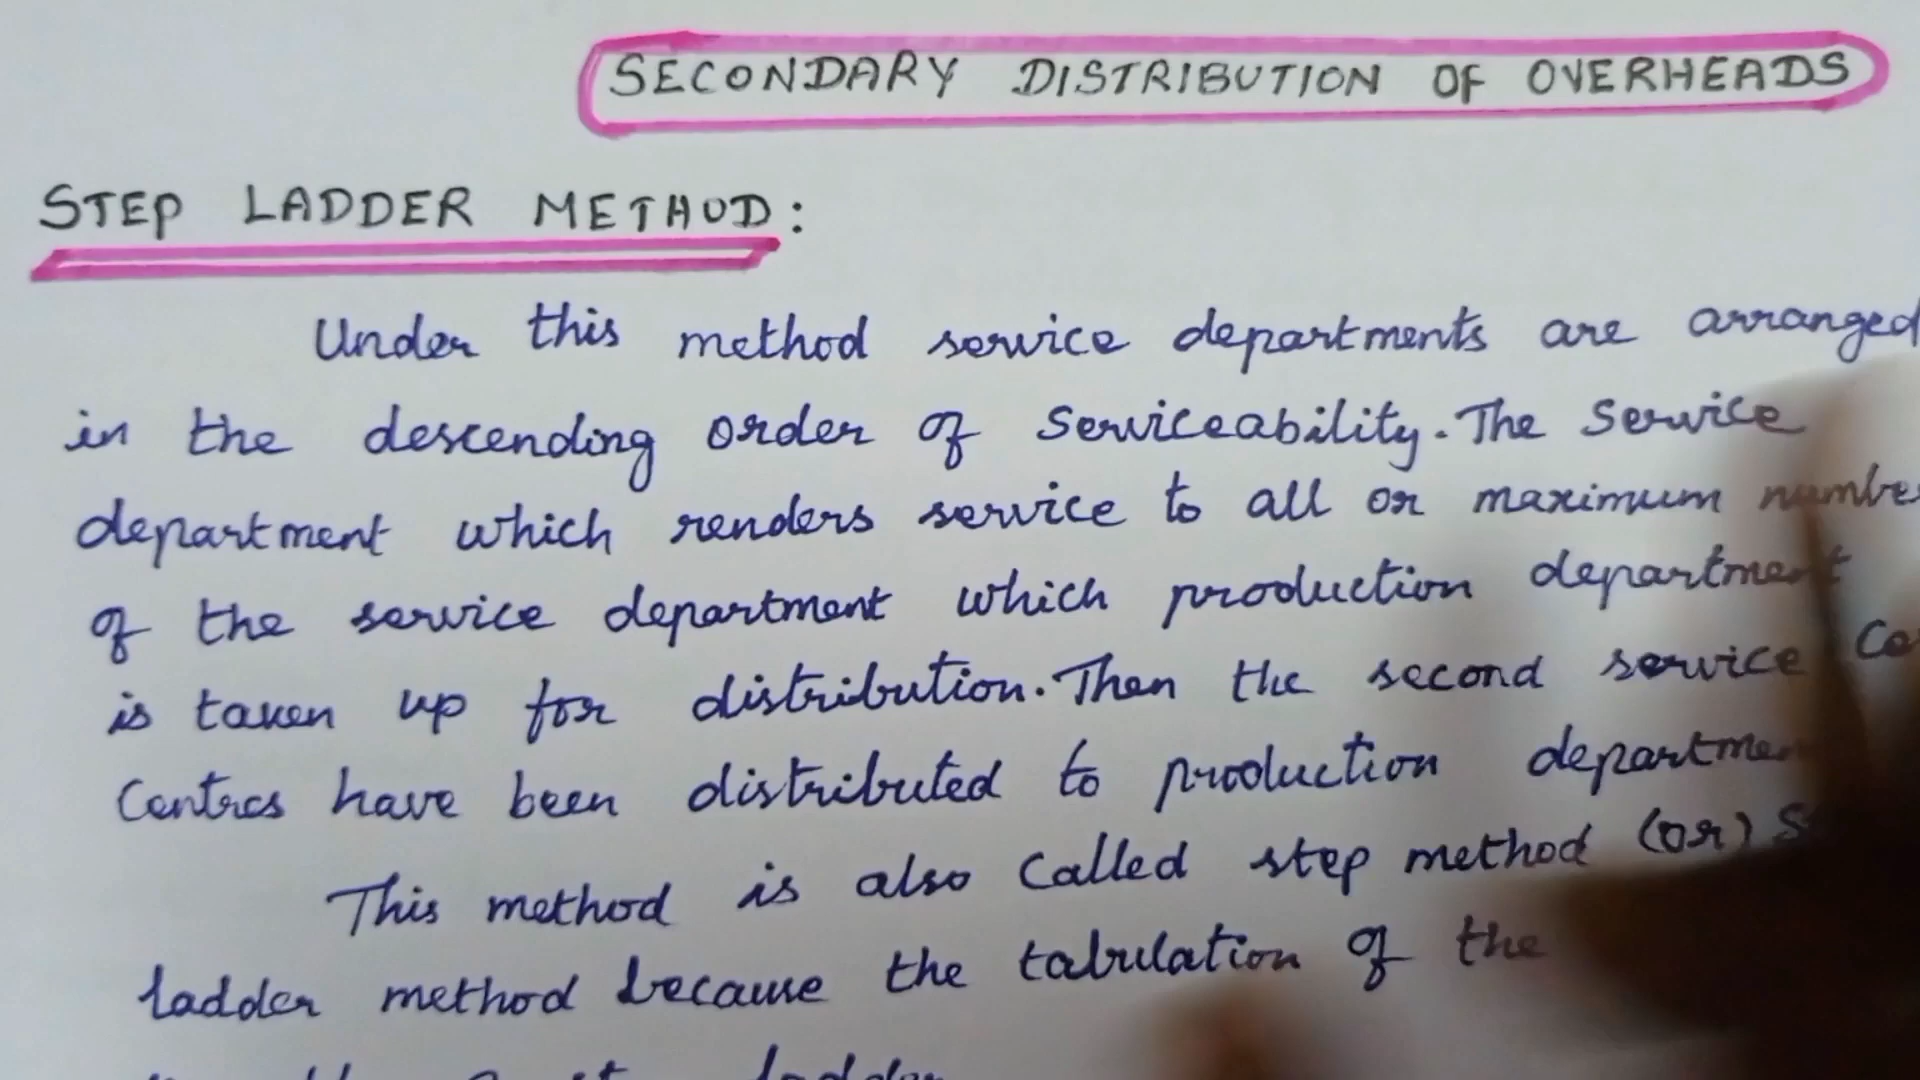 SECONDARY DISTRIBUTION OF OVERHEADS
STEP LADDER METHOD:
Under this method service departments are arranged
in the descending order of Serviceability. The Service
department which renders service to all or maximum
of the service department which production department
is taken up for distribution. Then the second service
Centres have been distributed to production
This method is also Called step method (or)
ladder method because the tabulation of the
ladder